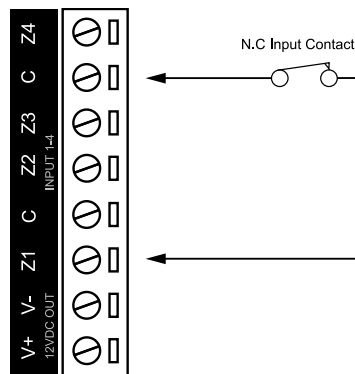 Z4
C
Z3
Z2
C
Z1
V-
V+
INPUT 1-4
12VDC OUT
N.C Input Contact